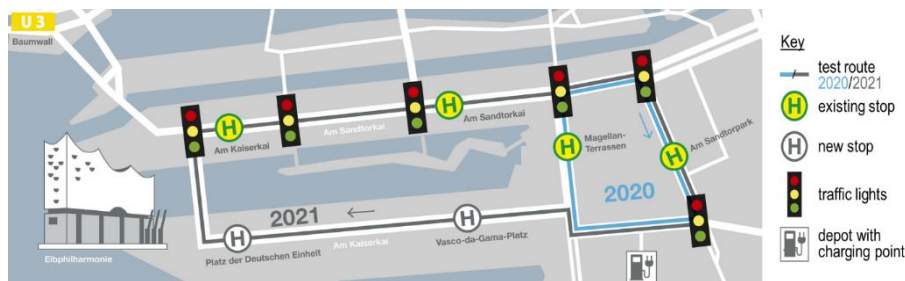 U3
Baumwall
H
Am Kaiserkai
Am Sandtorkai
H
Am Sandtorkai
H
Magellan-
Terrassen
H
Am Sandtorpark
2020
2021
H
Platz der Deutschen Einheit
Am Kaiserkai
H
Vasco-da-Gama-Platz
Elbphilharmonie
Key
test route
2020/2021
H
existing stop
H
new stop
traffic lights
depot with
charging point